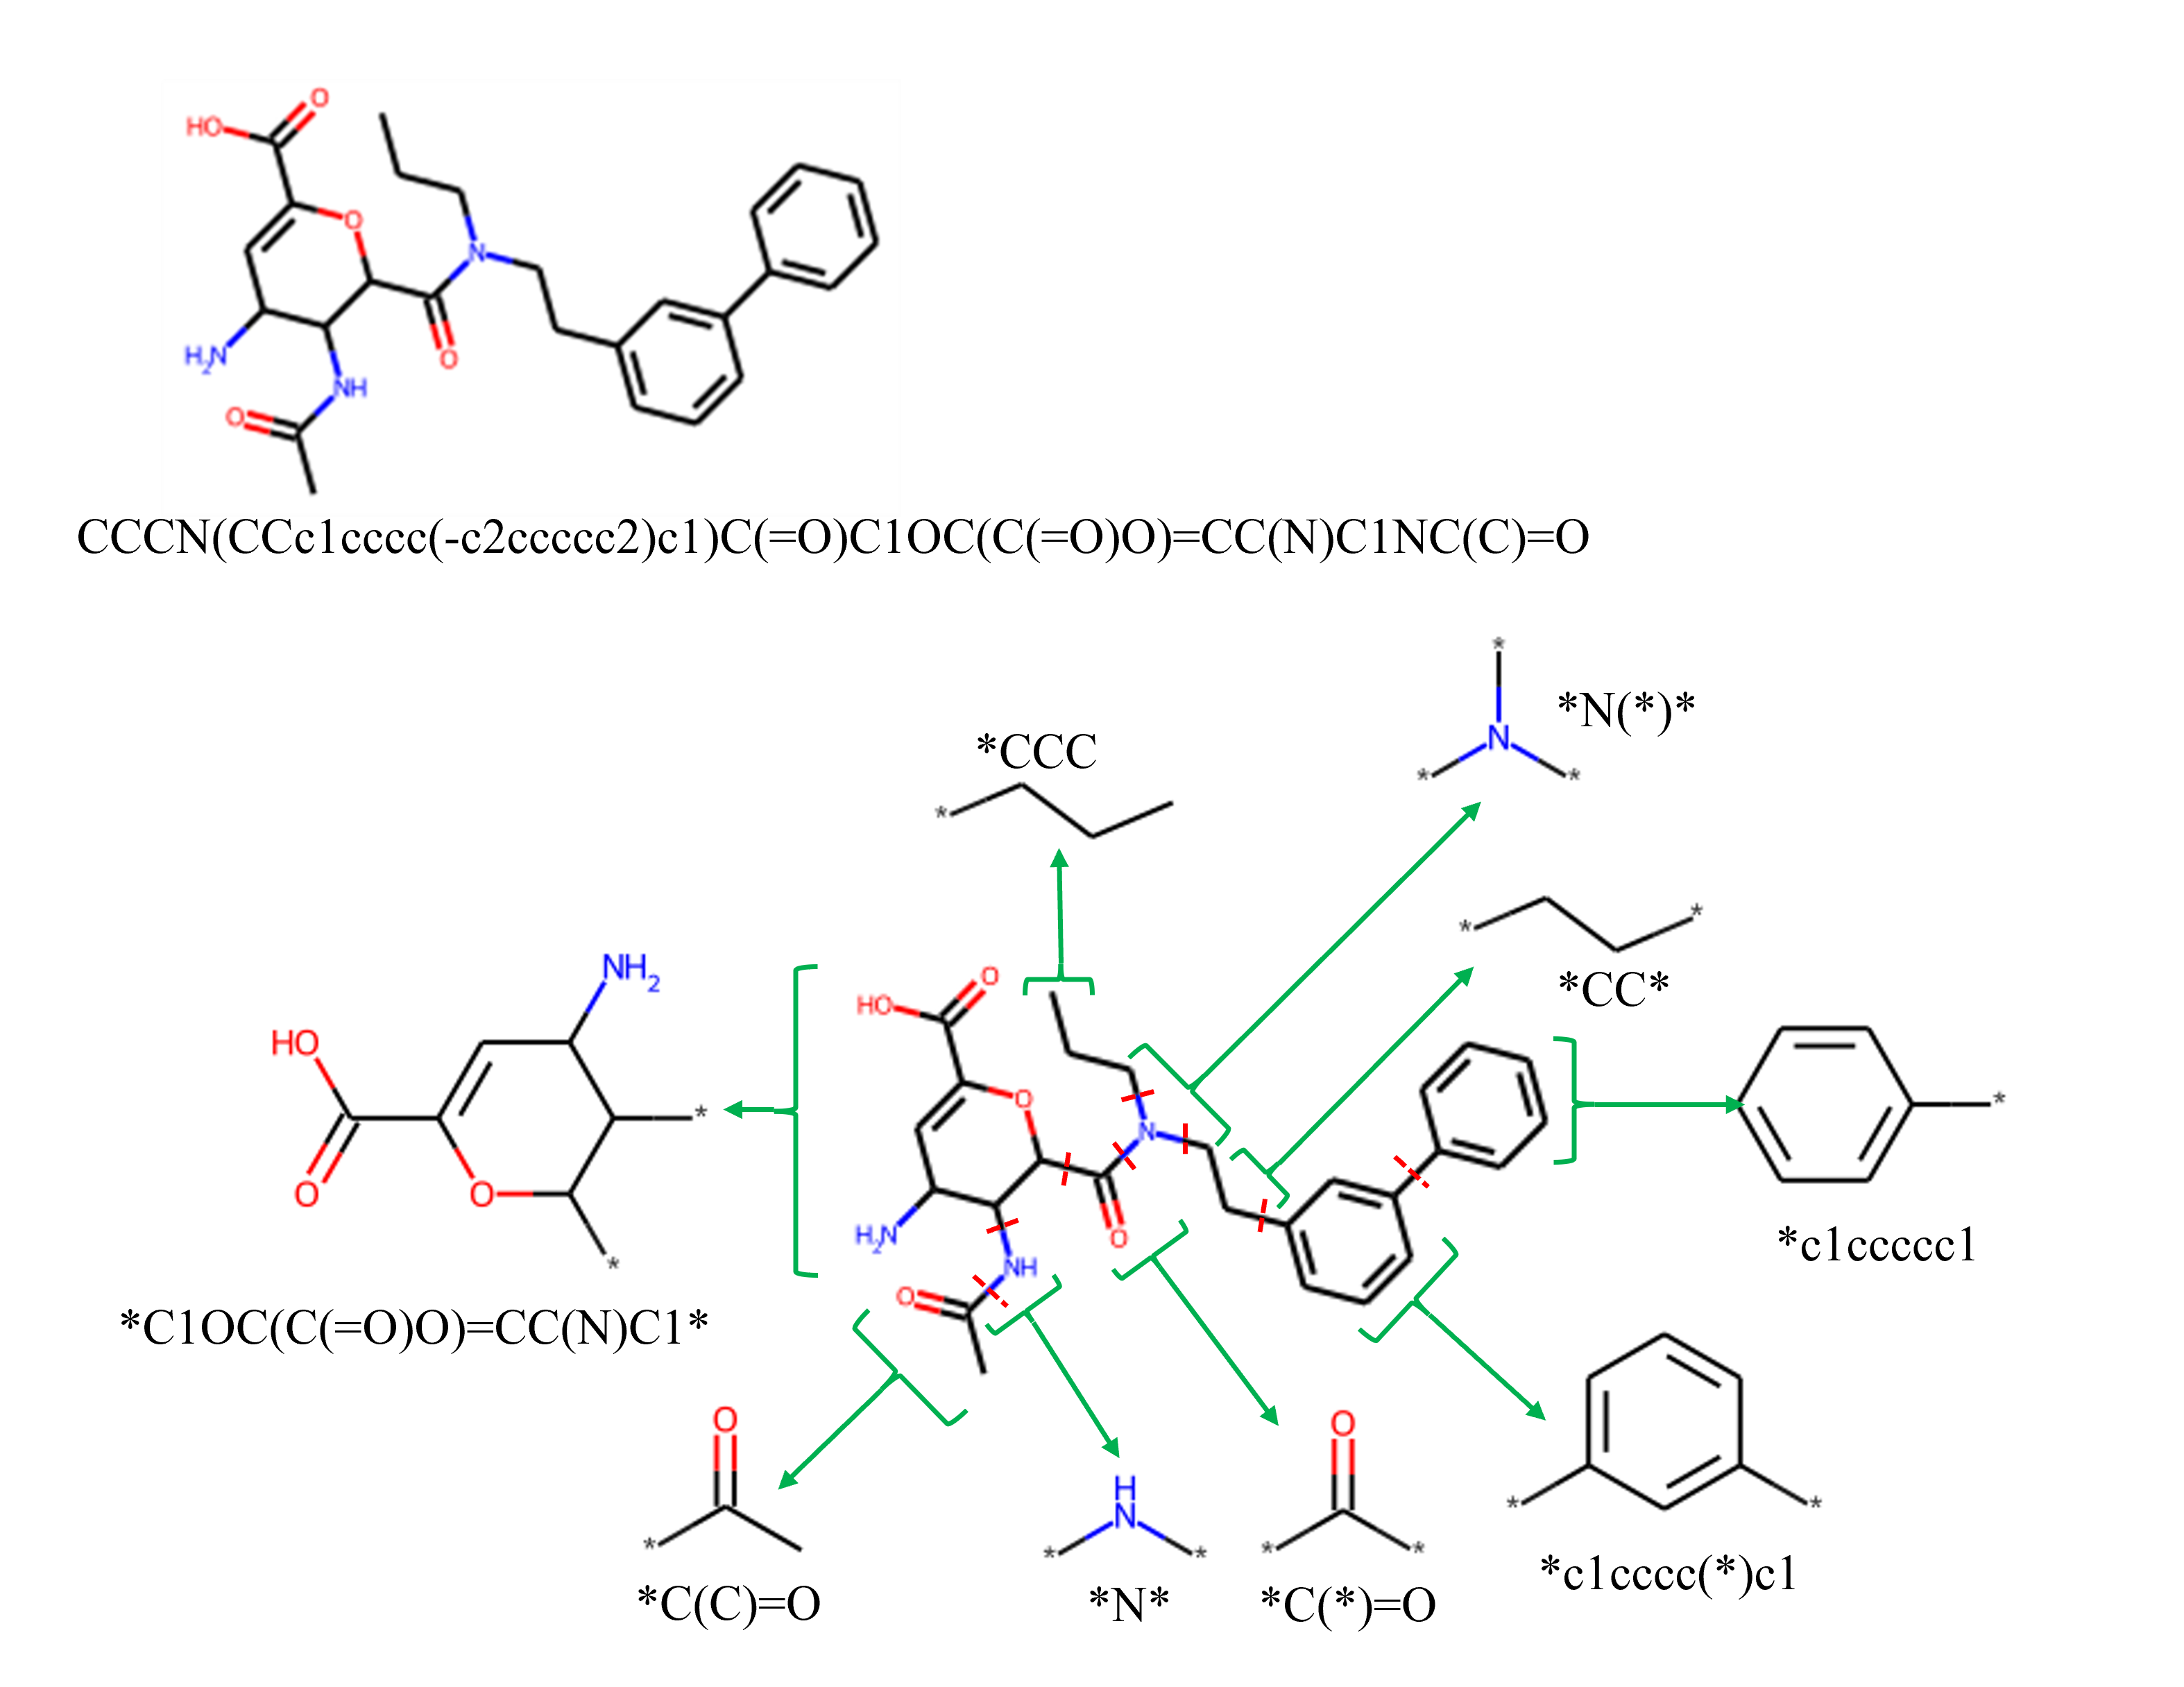 O
HO
O
N
H2N
O
NH
O
CCCN(CCc1cccc(-c2ccccc2)c1)C(=O)C1OC(C(=O)O)=CC(N)C1NC(C)=O
*
*N(*)*
N
* *
*CCC
*
* *
*CC*
NH2
HO
*
O O
*
*C1OC(C(=O)O)=CC(N)C1*
O
HO
O
N
O
H2N
NH
O
*
*c1ccccc1
O
*
*C(C)=O
H
N
* *
*N*
O
* *
*C(*)=O
* *
*c1cccc(*)c1